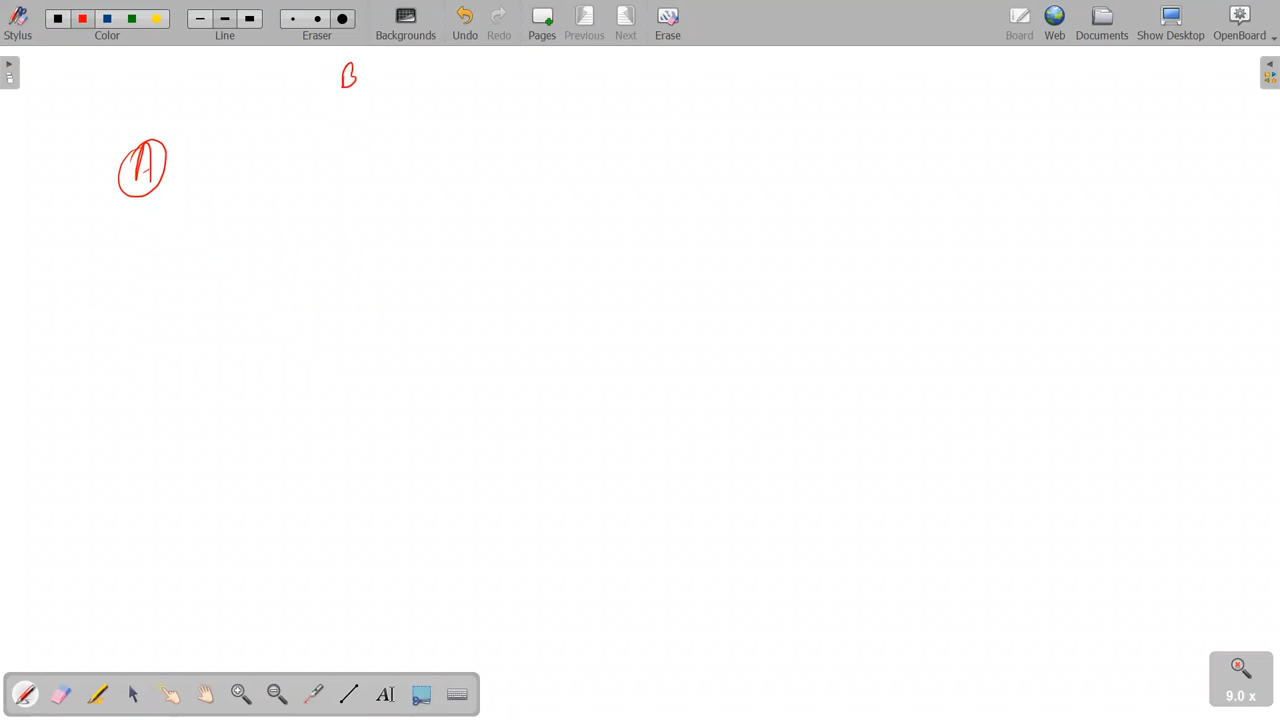 Stylus Color Line Eraser Backgrounds Undo Redo Pages Previous Next Erase Board Web Documents Show Desktop OpenBoard
B
A
AI
9.0 x